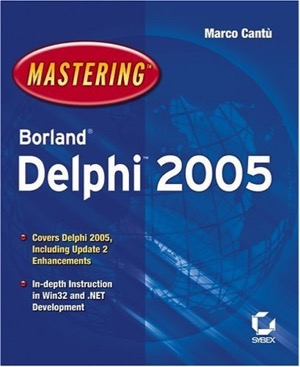 Marco Cantù
MASTERING™
Borland®
Delphi™ 2005
Covers Delphi 2005,
Including Update 2
Enhancements
In-depth Instruction
in Win32 and .NET
Development
SYBEX